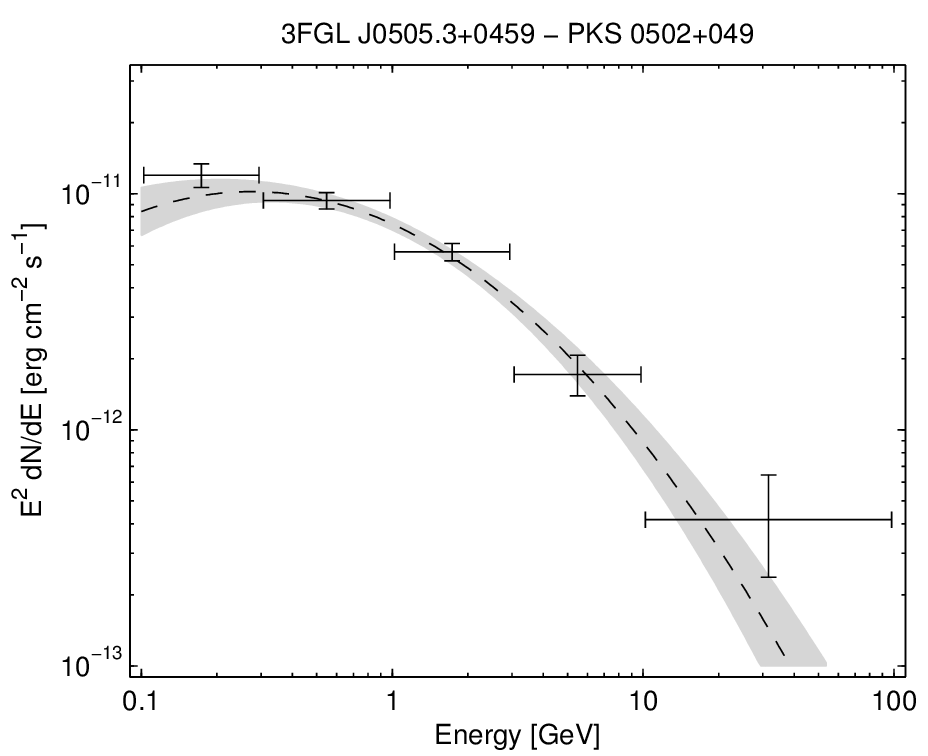 3FGL J0505.3+0459 − PKS 0502+049
E² dN/dE [erg cm⁻² s⁻¹]
10⁻¹¹
10⁻¹²
10⁻¹³
0.1 1 10 100
Energy [GeV]